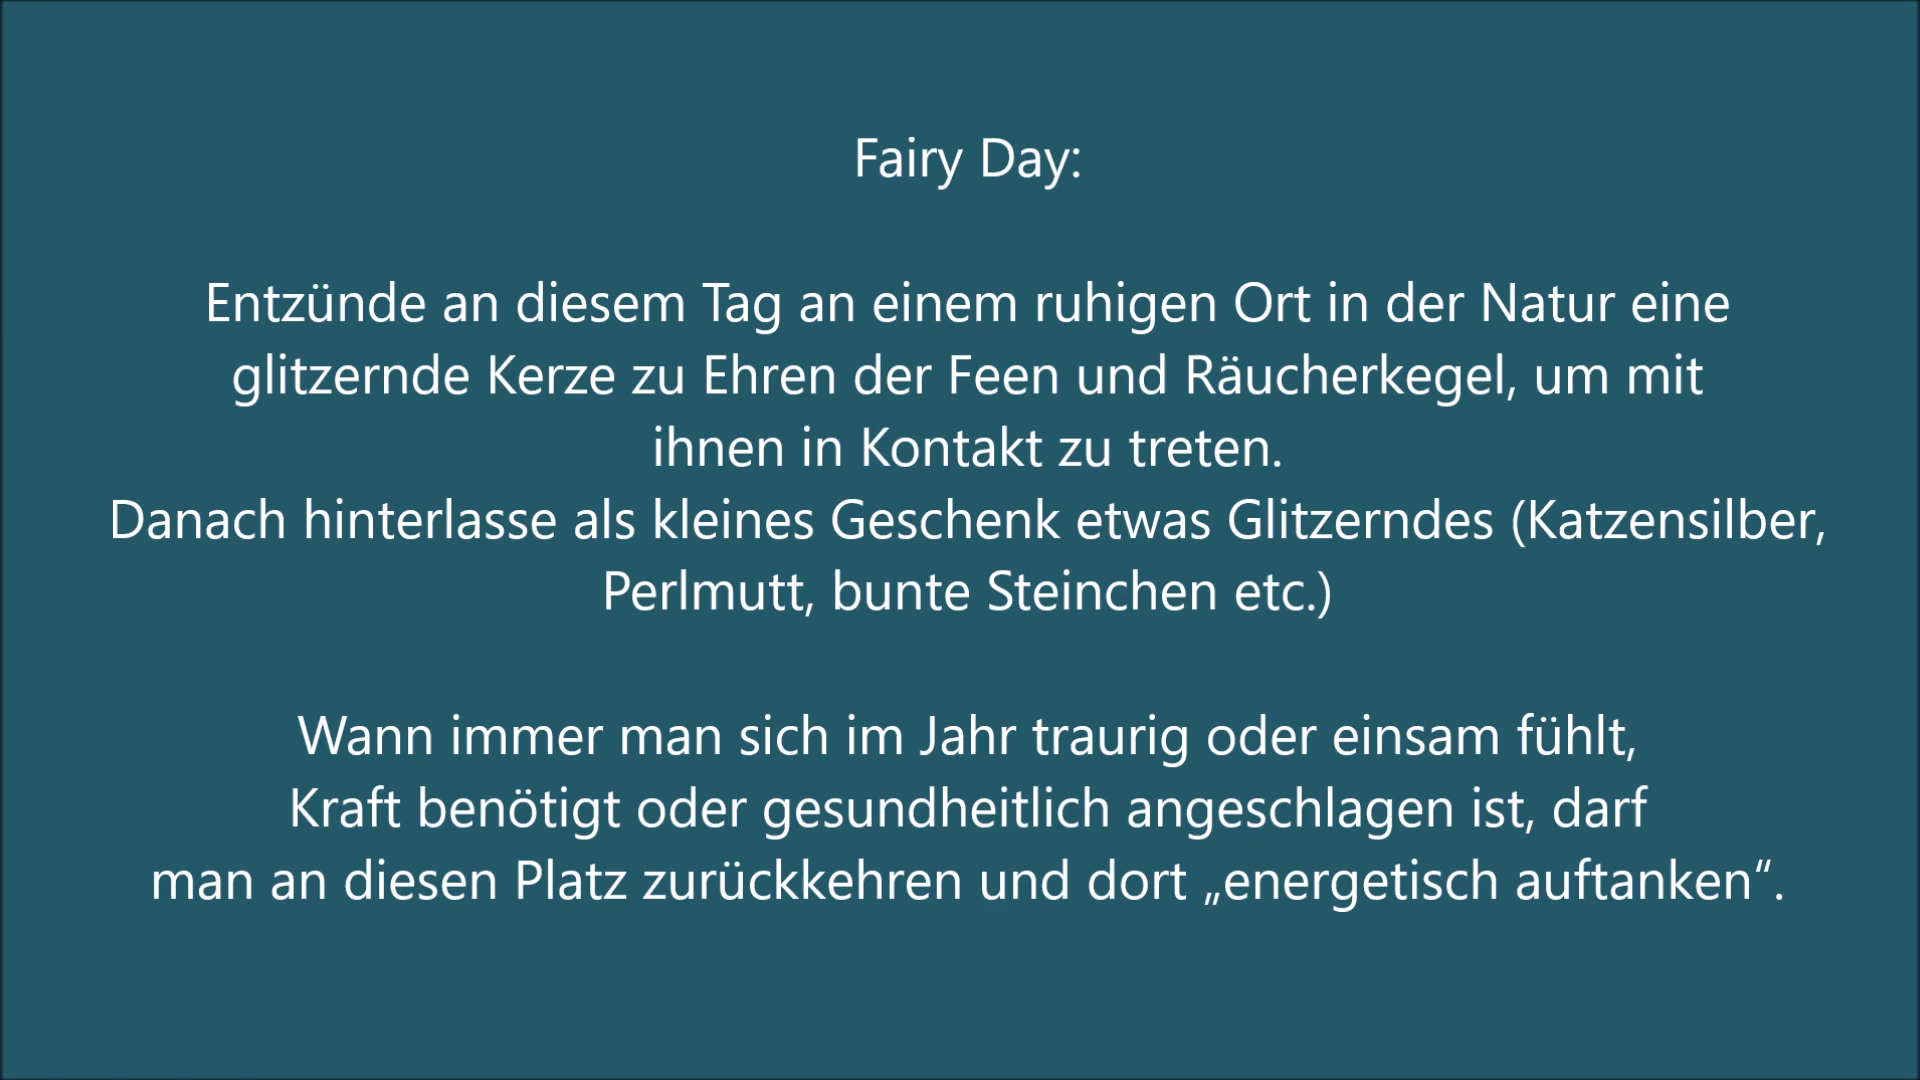 Fairy Day:
Entzünde an diesem Tag an einem ruhigen Ort in der Natur eine
glitzernde Kerze zu Ehren der Feen und Räucherkegel, um mit
ihnen in Kontakt zu treten.
Danach hinterlasse als kleines Geschenk etwas Glitzerndes (Katzensilber,
Perlmutt, bunte Steinchen etc.)
Wann immer man sich im Jahr traurig oder einsam fühlt,
Kraft benötigt oder gesundheitlich angeschlagen ist, darf
man an diesen Platz zurückkehren und dort „energetisch auftanken“.